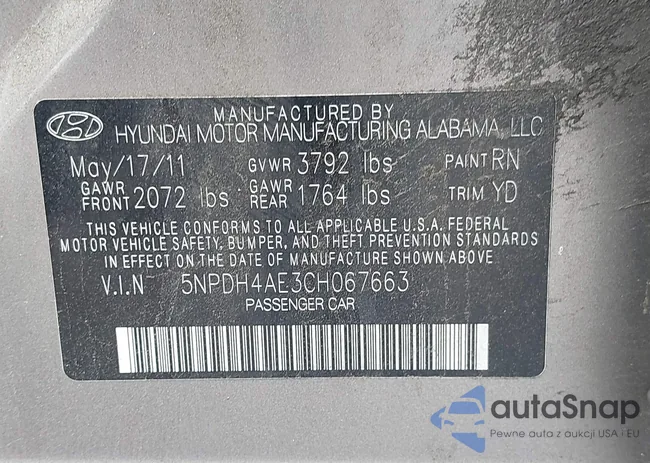 MANUFACTURED BY
HYUNDAI MOTOR MANUFACTURING ALABAMA, LLC
May/17/11 GVWR 3792 lbs PAINT RN
GAWR FRONT 2072 lbs GAWR REAR 1764 lbs TRIM YD
THIS VEHICLE CONFORMS TO ALL APPLICABLE U.S.A. FEDERAL
MOTOR VEHICLE SAFETY, BUMPER, AND THEFT PREVENTION STANDARDS
IN EFFECT ON THE DATE OF MANUFACTURE SHOWN ABOVE.
V.I.N 5NPDH4AE3CH067663
PASSENGER CAR
autaSnap
Pewne auta z aukcji USA i EU